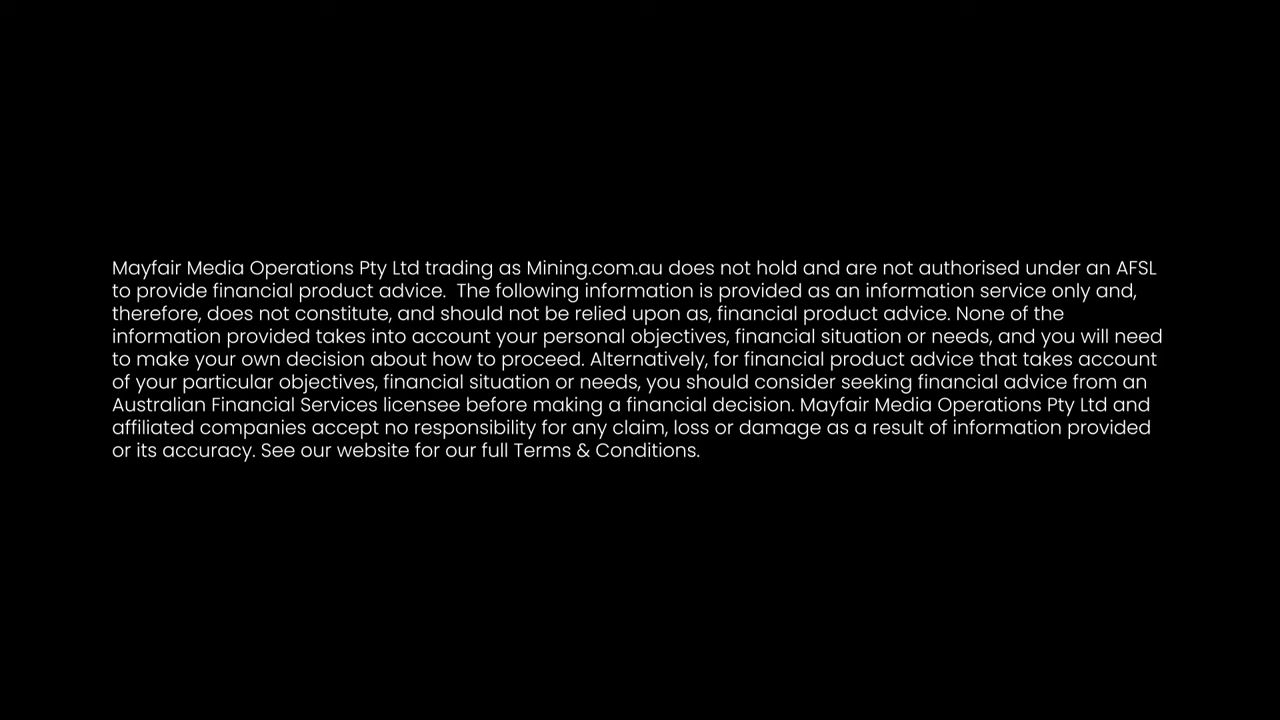 Mayfair Media Operations Pty Ltd trading as Mining.com.au does not hold and are not authorised under an AFSL
to provide financial product advice.  The following information is provided as an information service only and,
therefore, does not constitute, and should not be relied upon as, financial product advice. None of the
information provided takes into account your personal objectives, financial situation or needs, and you will need
to make your own decision about how to proceed. Alternatively, for financial product advice that takes account
of your particular objectives, financial situation or needs, you should consider seeking financial advice from an
Australian Financial Services licensee before making a financial decision. Mayfair Media Operations Pty Ltd and
affiliated companies accept no responsibility for any claim, loss or damage as a result of information provided
or its accuracy. See our website for our full Terms & Conditions.